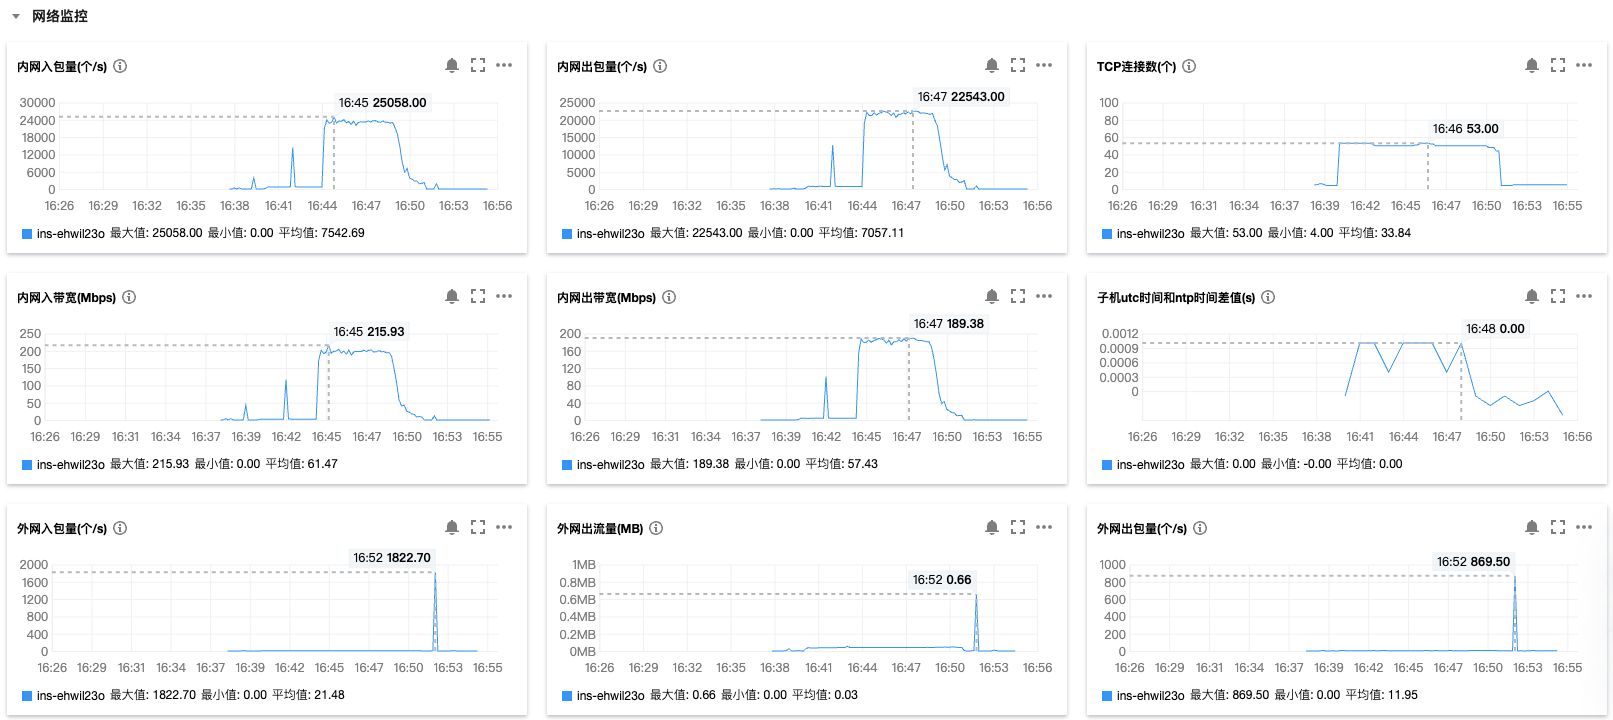 网络监控
内网入包量(个/s)
16:45 25058.00
30000
24000
18000
12000
6000
0
16:26 16:29 16:32 16:35 16:38 16:41 16:44 16:47 16:50 16:53 16:56
ins-ehwil23o 最大值: 25058.00 最小值: 0.00 平均值: 7542.69
内网出包量(个/s)
16:47 22543.00
25000
20000
15000
10000
5000
0
16:26 16:29 16:32 16:35 16:38 16:41 16:44 16:47 16:50 16:53 16:56
ins-ehwil23o 最大值: 22543.00 最小值: 0.00 平均值: 7057.11
TCP连接数(个)
16:46 53.00
100
80
60
40
20
0
16:26 16:29 16:31 16:34 16:37 16:39 16:42 16:45 16:47 16:50 16:53 16:55
ins-ehwil23o 最大值: 53.00 最小值: 4.00 平均值: 33.84
内网入带宽(Mbps)
16:45 215.93
250
200
150
100
50
0
16:26 16:29 16:31 16:34 16:37 16:39 16:42 16:45 16:47 16:50 16:53 16:55
ins-ehwil23o 最大值: 215.93 最小值: 0.00 平均值: 61.47
内网出带宽(Mbps)
16:47 189.38
200
160
120
80
40
0
16:26 16:29 16:31 16:34 16:37 16:39 16:42 16:45 16:47 16:50 16:53 16:55
ins-ehwil23o 最大值: 189.38 最小值: 0.00 平均值: 57.43
子机utc时间和ntp时间差值(s)
16:48 0.00
0.0012
0.0009
0.0006
0.0003
0
16:26 16:29 16:32 16:35 16:38 16:41 16:44 16:47 16:50 16:53 16:56
ins-ehwil23o 最大值: 0.00 最小值: -0.00 平均值: 0.00
外网入包量(个/s)
16:52 1822.70
2000
1600
1200
800
400
0
16:26 16:29 16:31 16:34 16:37 16:39 16:42 16:45 16:47 16:50 16:53 16:55
ins-ehwil23o 最大值: 1822.70 最小值: 0.00 平均值: 21.48
外网出流量(MB)
16:52 0.66
1MB
0.8MB
0.6MB
0.4MB
0.2MB
0MB
16:26 16:29 16:32 16:35 16:38 16:41 16:44 16:47 16:50 16:53 16:56
ins-ehwil23o 最大值: 0.66 最小值: 0.00 平均值: 0.03
外网出包量(个/s)
16:52 869.50
1000
800
600
400
200
0
16:26 16:29 16:31 16:34 16:37 16:39 16:42 16:45 16:47 16:50 16:53 16:55
ins-ehwil23o 最大值: 869.50 最小值: 0.00 平均值: 11.95